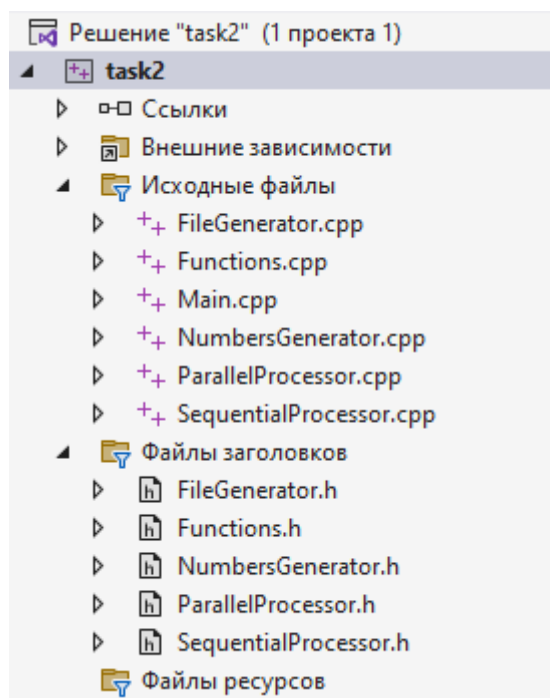 Решение "task2" (1 проекта 1)
task2
Ссылки
Внешние зависимости
Исходные файлы
FileGenerator.cpp
Functions.cpp
Main.cpp
NumbersGenerator.cpp
ParallelProcessor.cpp
SequentialProcessor.cpp
Файлы заголовков
FileGenerator.h
Functions.h
NumbersGenerator.h
ParallelProcessor.h
SequentialProcessor.h
Файлы ресурсов